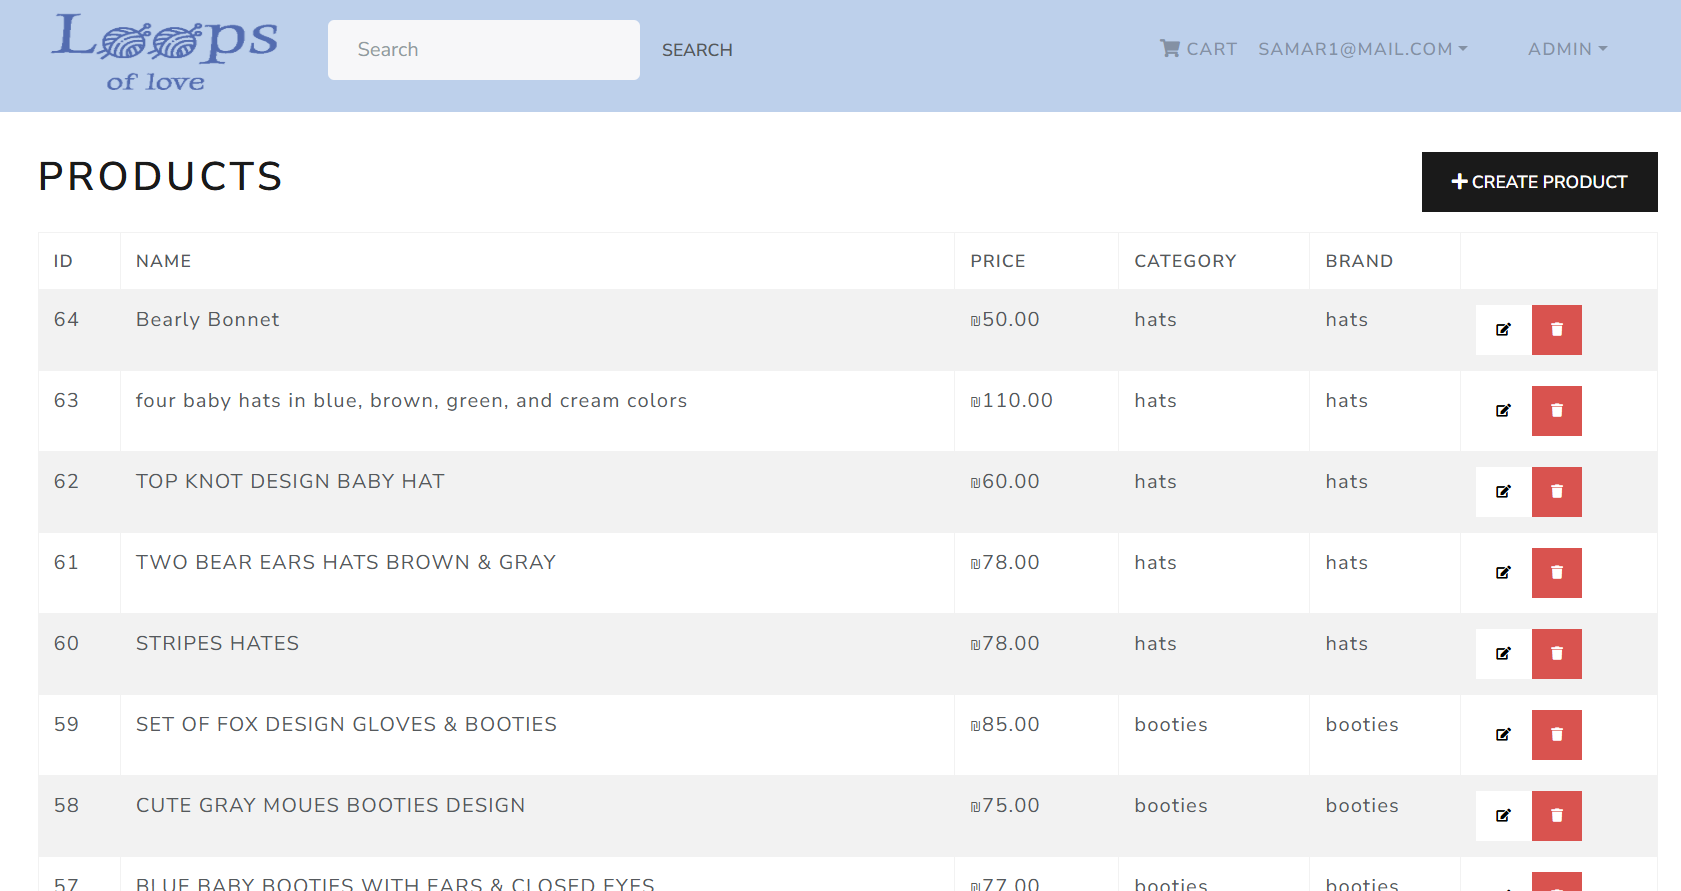 Loops
of love
Search
SEARCH
CART
SAMAR1@MAIL.COM
ADMIN
PRODUCTS
CREATE PRODUCT
ID NAME PRICE CATEGORY BRAND
64 Bearly Bonnet ₪50.00 hats hats
63 four baby hats in blue, brown, green, and cream colors ₪110.00 hats hats
62 TOP KNOT DESIGN BABY HAT ₪60.00 hats hats
61 TWO BEAR EARS HATS BROWN & GRAY ₪78.00 hats hats
60 STRIPES HATES ₪78.00 hats hats
59 SET OF FOX DESIGN GLOVES & BOOTIES ₪85.00 booties booties
58 CUTE GRAY MOUES BOOTIES DESIGN ₪75.00 booties booties
57 BLUE BABY BOOTIES WITH EARS & CLOSED EYES ₪77.00 booties booties